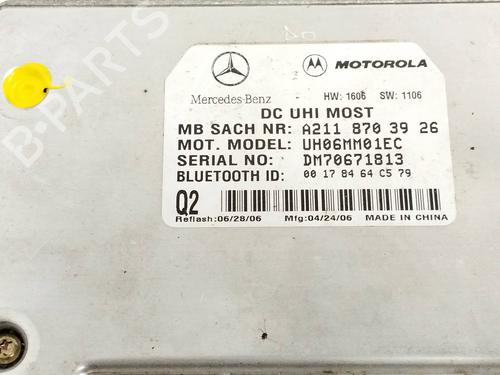 MOTOROLA
Mercedes-Benz HW: 1606 SW: 1106
DC UHI MOST
MB SACH NR: A211 870 39 26
MOT. MODEL: UH06MM01EC
SERIAL NO: DM70671813
BLUETOOTH ID: 00 17 84 64 C5 79
Q2
Reflash:06/28/06 Mfg:04/24/06 MADE IN CHINA
B-PARTS